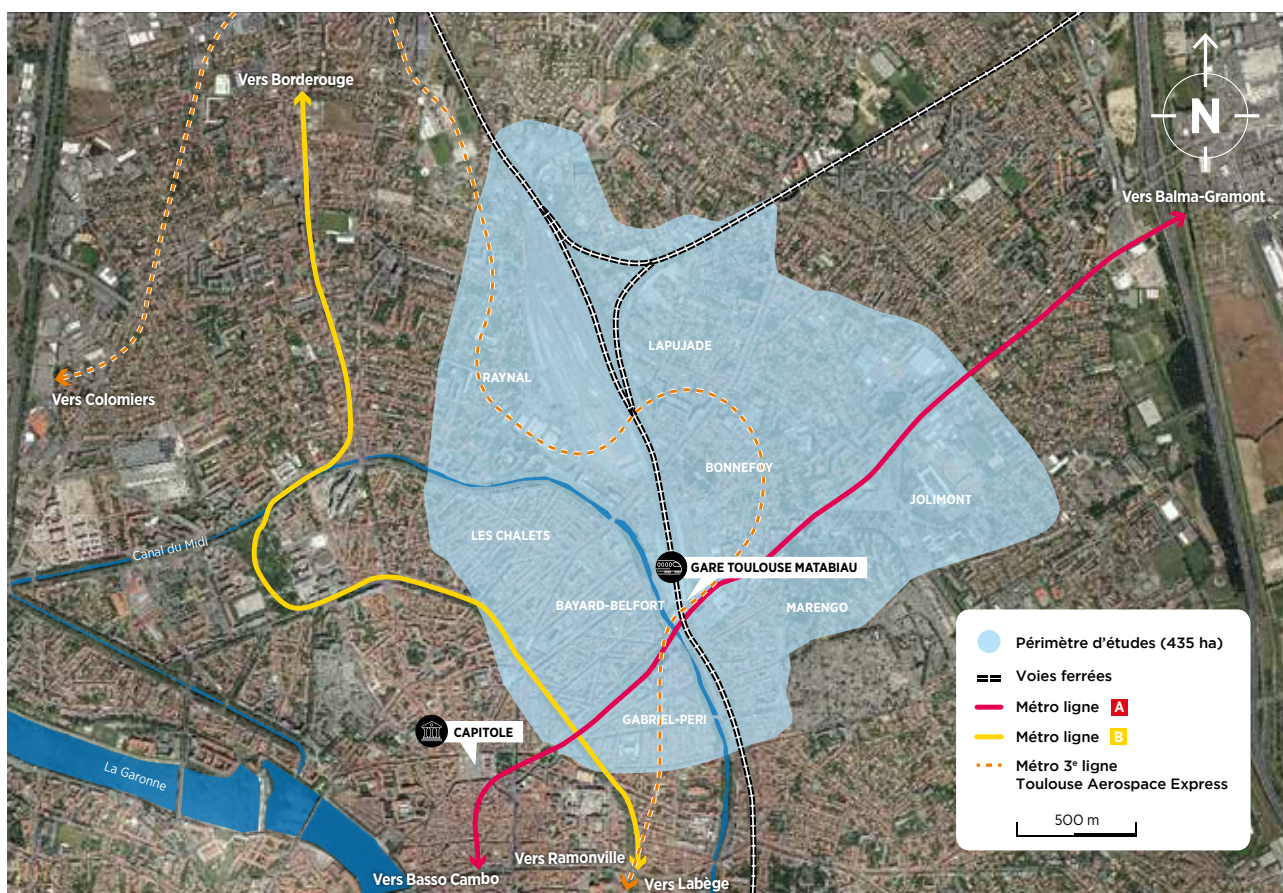 Vers Borderouge
N
Vers Balma-Gramont
Vers Colomiers
LAPUJADE
RAYNAL
BONNEFOY
JOLIMONT
LES CHALETS
Canal du Midi
GARE TOULOUSE MATABIAU
BAYARD-BELFORT
MARENGO
GABRIEL-PERI
CAPITOLE
La Garonne
Vers Ramonville
Vers Basso Cambo
Vers Labège
Périmètre d'études (435 ha)
Voies ferrées
Métro ligne A
Métro ligne B
Métro 3e ligne
Toulouse Aerospace Express
500 m